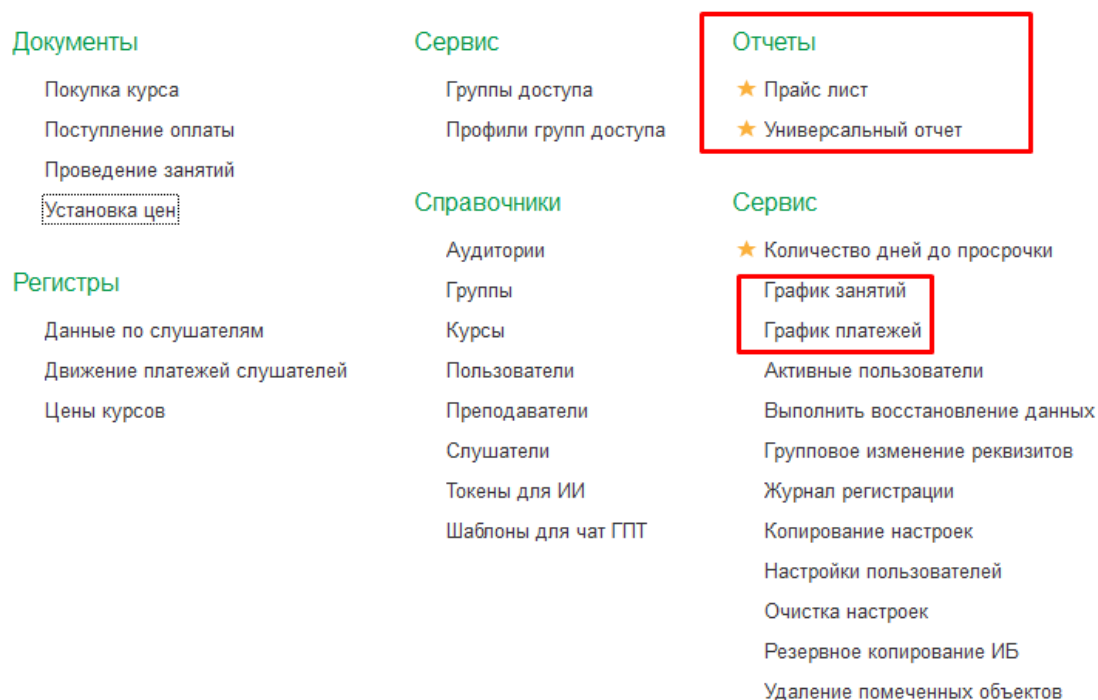 Документы
Покупка курса
Поступление оплаты
Проведение занятий
Установка цен
Регистры
Данные по слушателям
Движение платежей слушателей
Цены курсов
Сервис
Группы доступа
Профили групп доступа
Справочники
Аудитории
Группы
Курсы
Пользователи
Преподаватели
Слушатели
Токены для ИИ
Шаблоны для чат ГПТ
Отчеты
Прайс лист
Универсальный отчет
Сервис
Количество дней до просрочки
График занятий
График платежей
Активные пользователи
Выполнить восстановление данных
Групповое изменение реквизитов
Журнал регистрации
Копирование настроек
Настройки пользователей
Очистка настроек
Резервное копирование ИБ
Удаление помеченных объектов